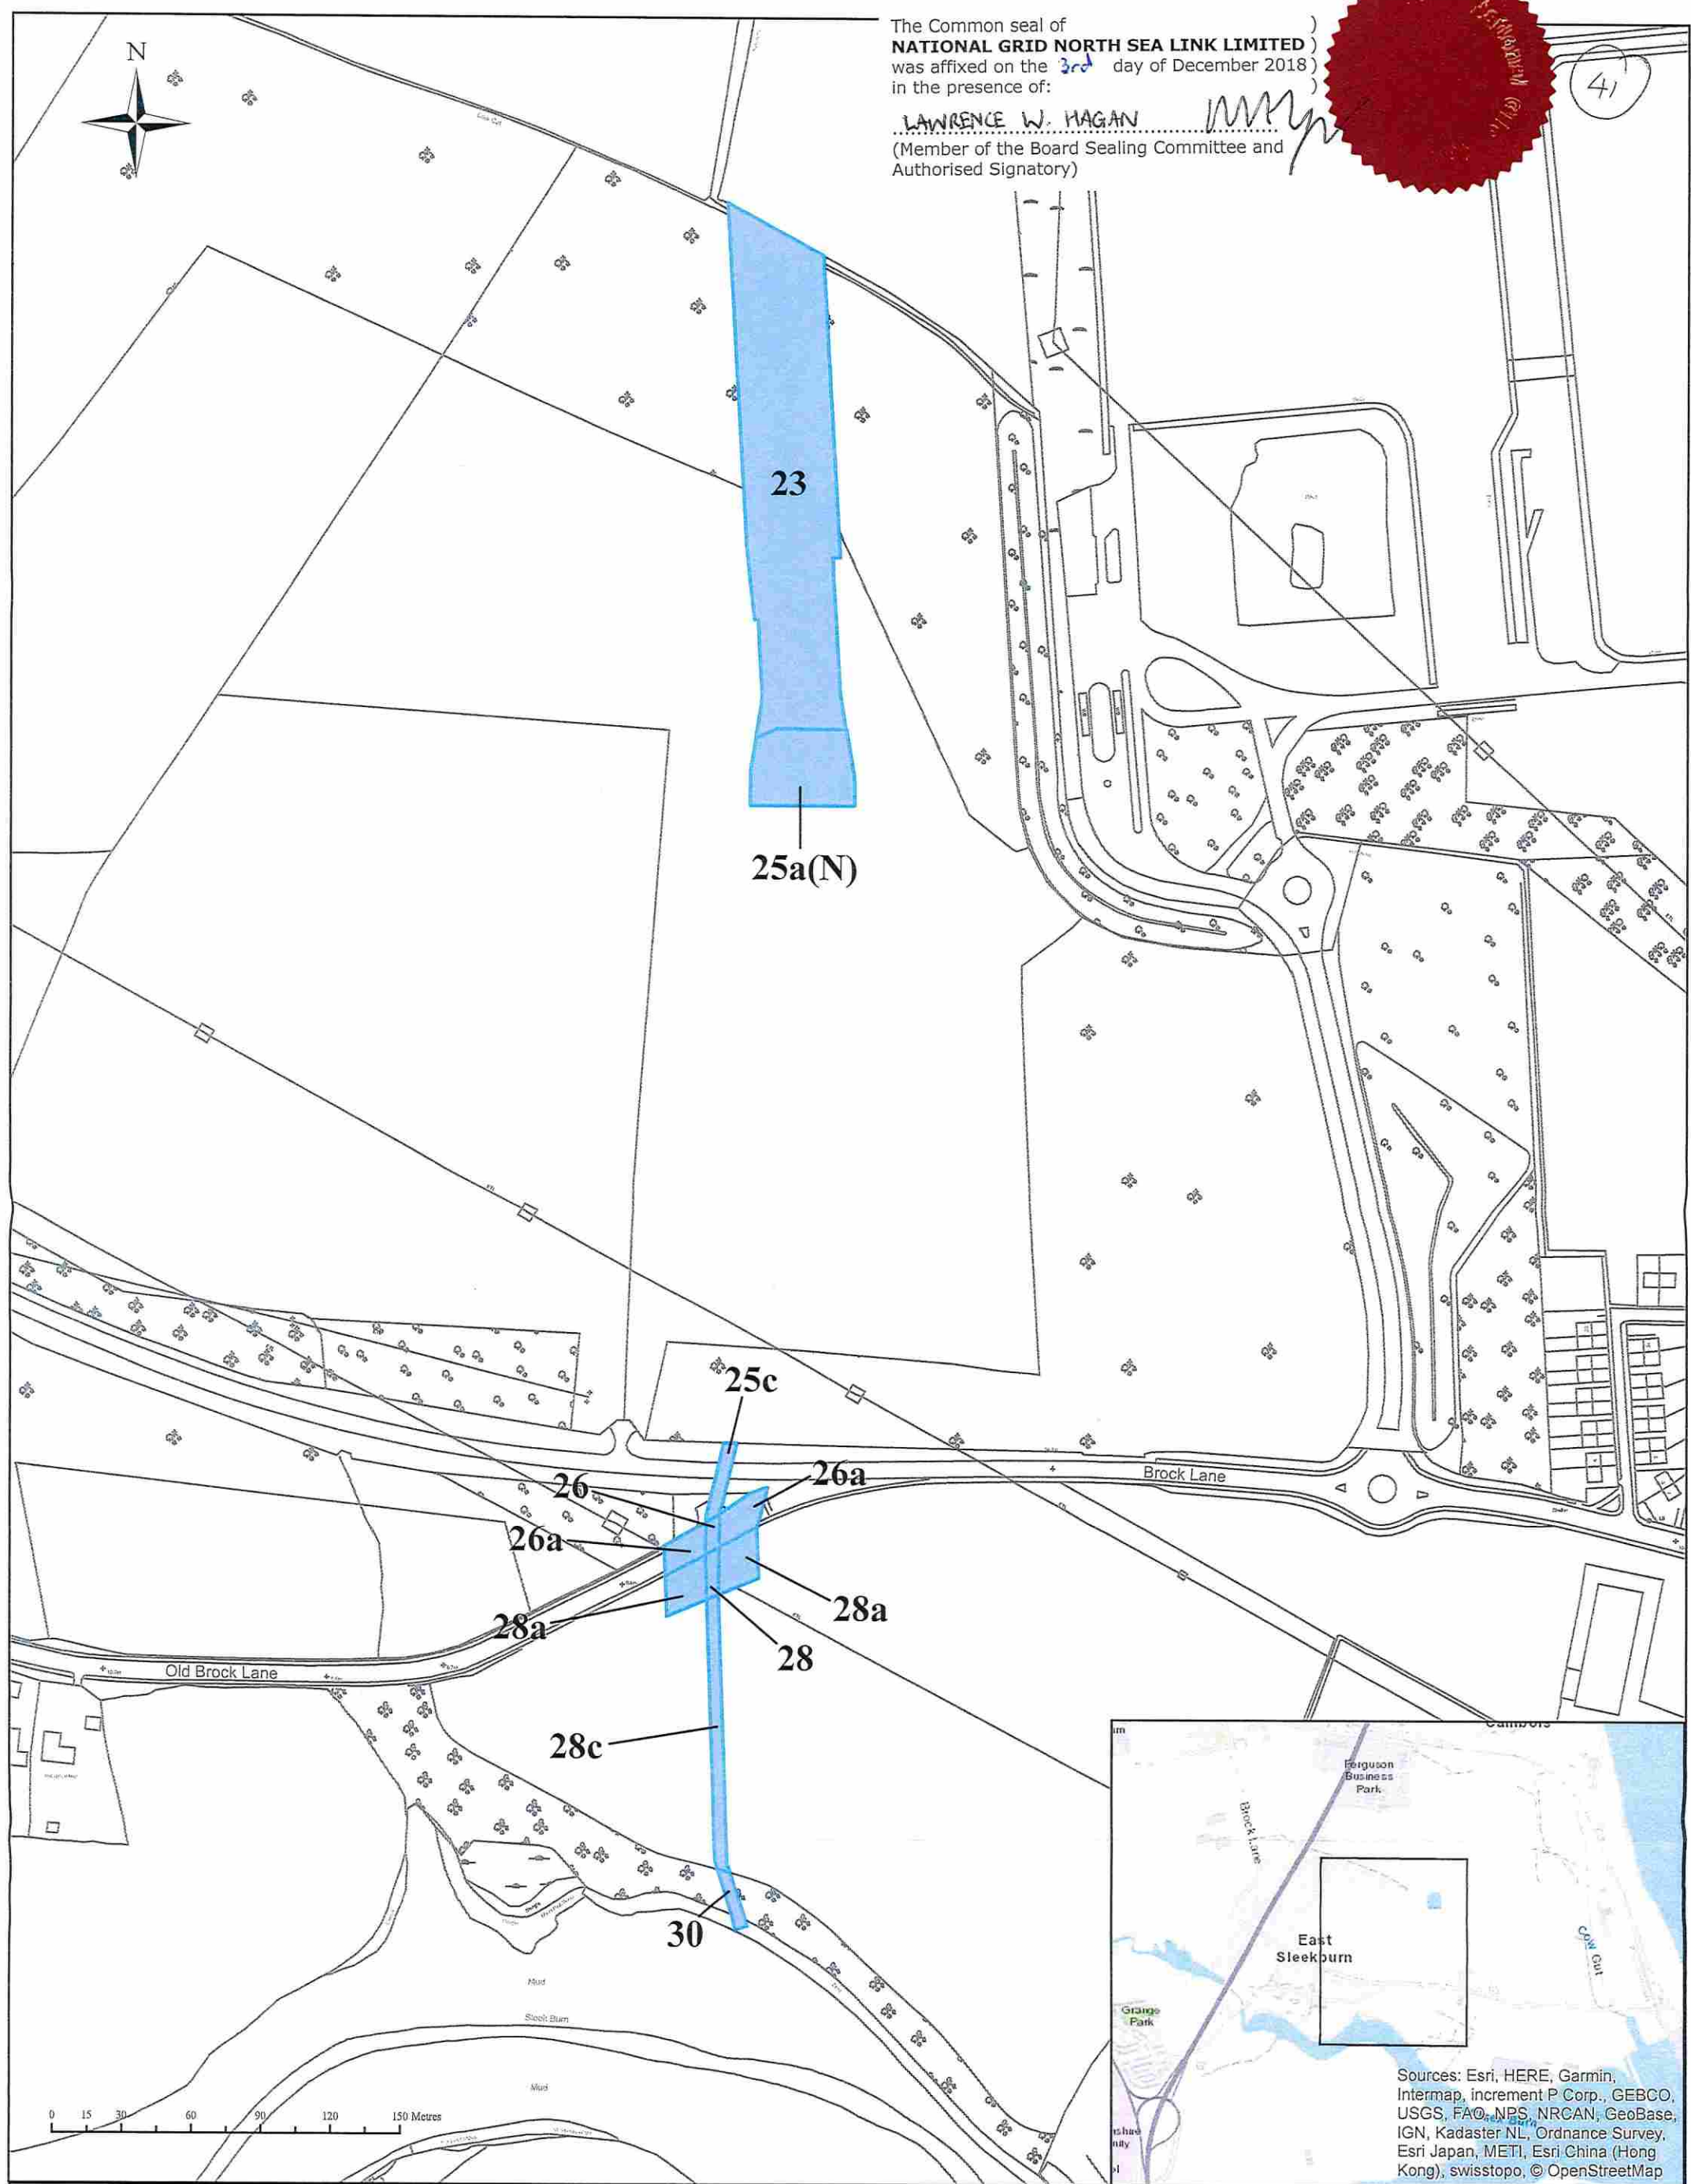 The Common seal of )
NATIONAL GRID NORTH SEA LINK LIMITED )
was affixed on the 3rd day of December 2018 )
in the presence of: )
LAWRENCE W. HAGAN
(Member of the Board Sealing Committee and
Authorised Signatory)
41
N
23
25a(N)
25c
26
26a
Brock Lane
26a
28a
28a
28
Old Brock Lane
28c
30
Mud
Sleek Burn
Mud
0 15 30 60 90 120 150 Metres
Ferguson
Business
Park
Brock Lane
East
Sleekburn
Cow Gut
Grange
Park
Sources: Esri, HERE, Garmin,
Intermap, increment P Corp., GEBCO,
USGS, FAO, NPS, NRCAN, GeoBase,
IGN, Kadaster NL, Ordnance Survey,
Esri Japan, METI, Esri China (Hong
Kong), swisstopo, © OpenStreetMap